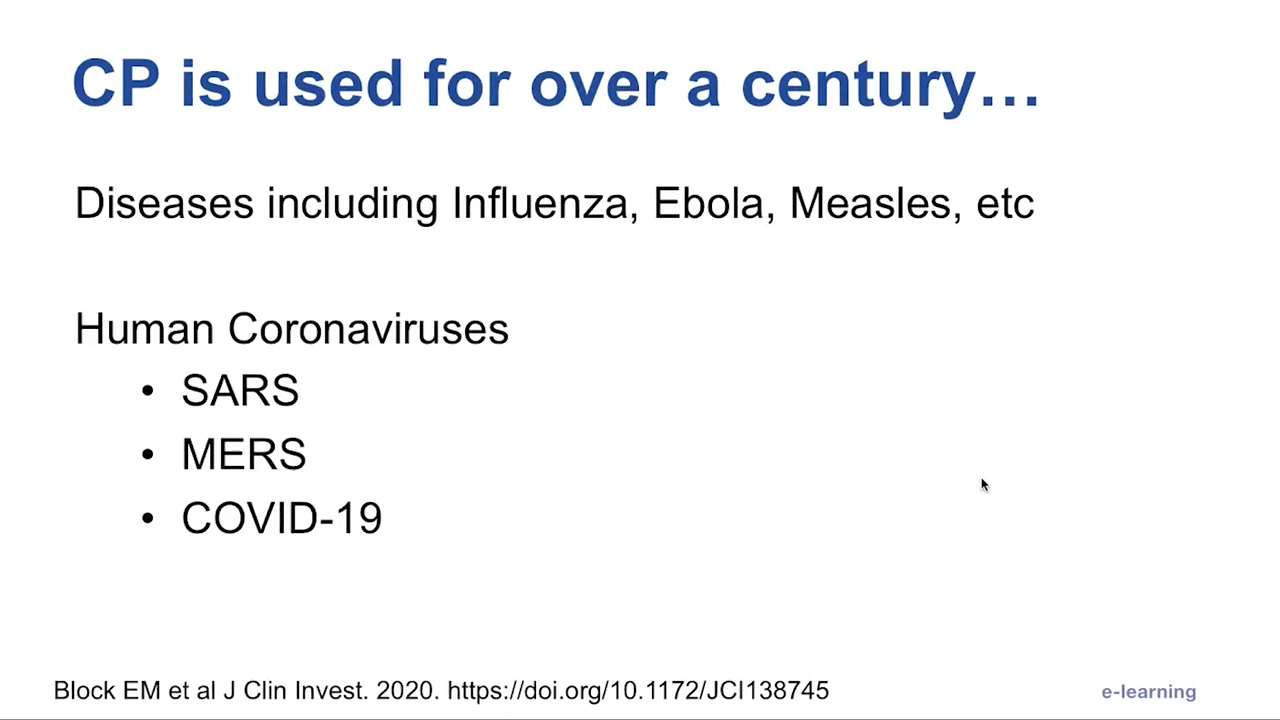 CP is used for over a century…
Diseases including Influenza, Ebola, Measles, etc
Human Coronaviruses
• SARS
• MERS
• COVID-19
Block EM et al J Clin Invest. 2020. https://doi.org/10.1172/JCI138745
e-learning